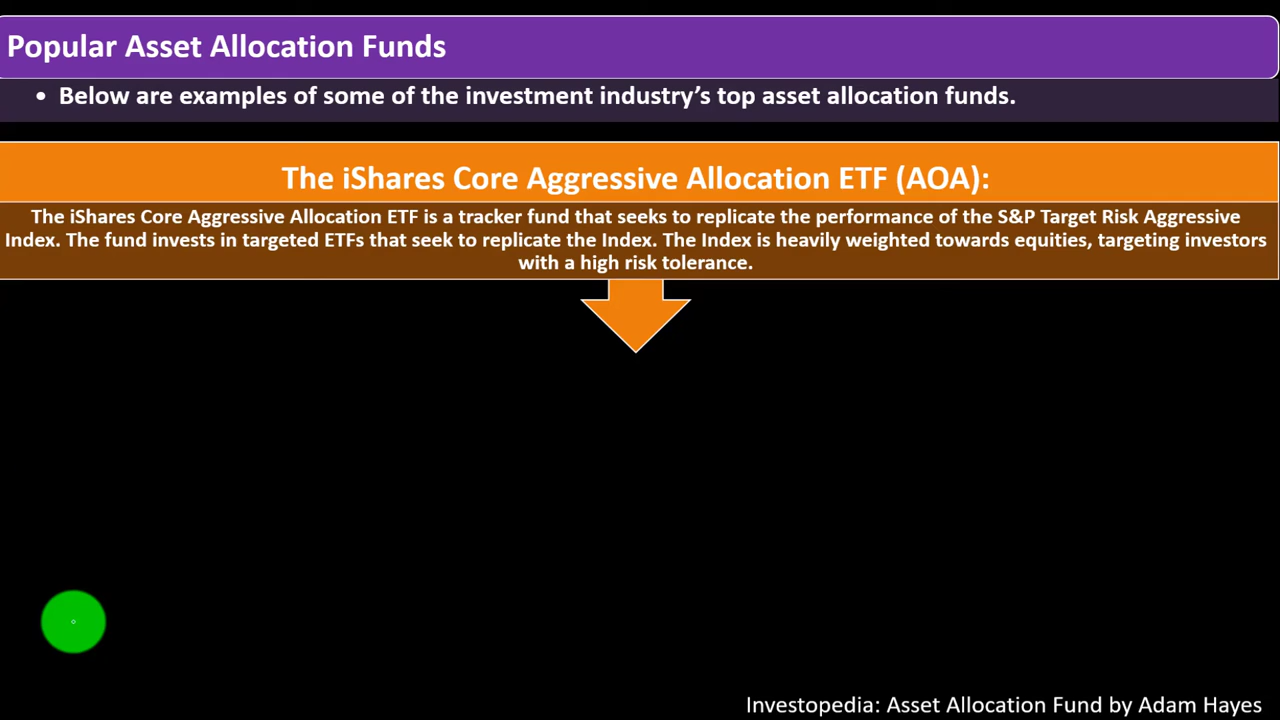 Popular Asset Allocation Funds
• Below are examples of some of the investment industry’s top asset allocation funds.
The iShares Core Aggressive Allocation ETF (AOA):
The iShares Core Aggressive Allocation ETF is a tracker fund that seeks to replicate the performance of the S&P Target Risk Aggressive
Index. The fund invests in targeted ETFs that seek to replicate the Index. The Index is heavily weighted towards equities, targeting investors
with a high risk tolerance.
Investopedia: Asset Allocation Fund by Adam Hayes